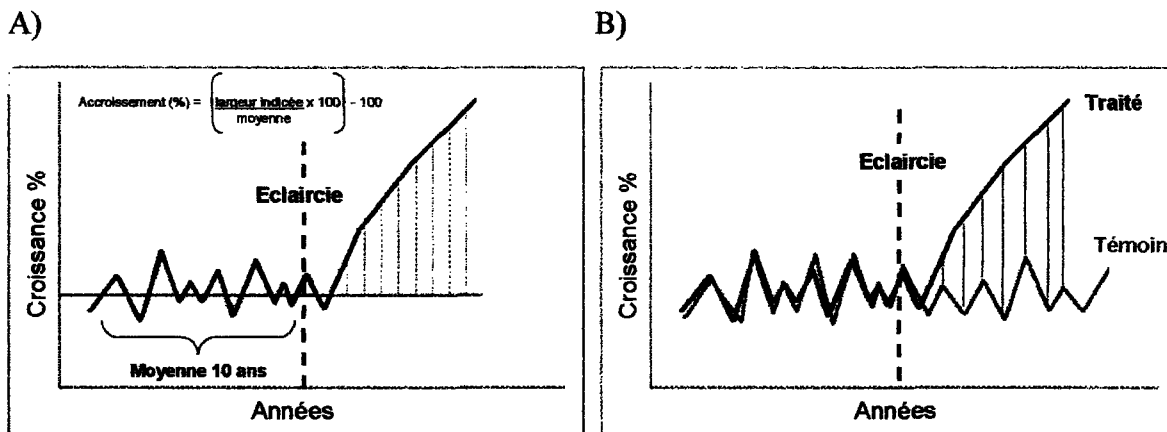 A)
Accroissement (%) = largeur indicée x 100 - 100
moyenne
Croissance %
Eclaircie
Moyenne 10 ans
Années
B)
Croissance %
Eclaircie
Traité
Témoin
Années